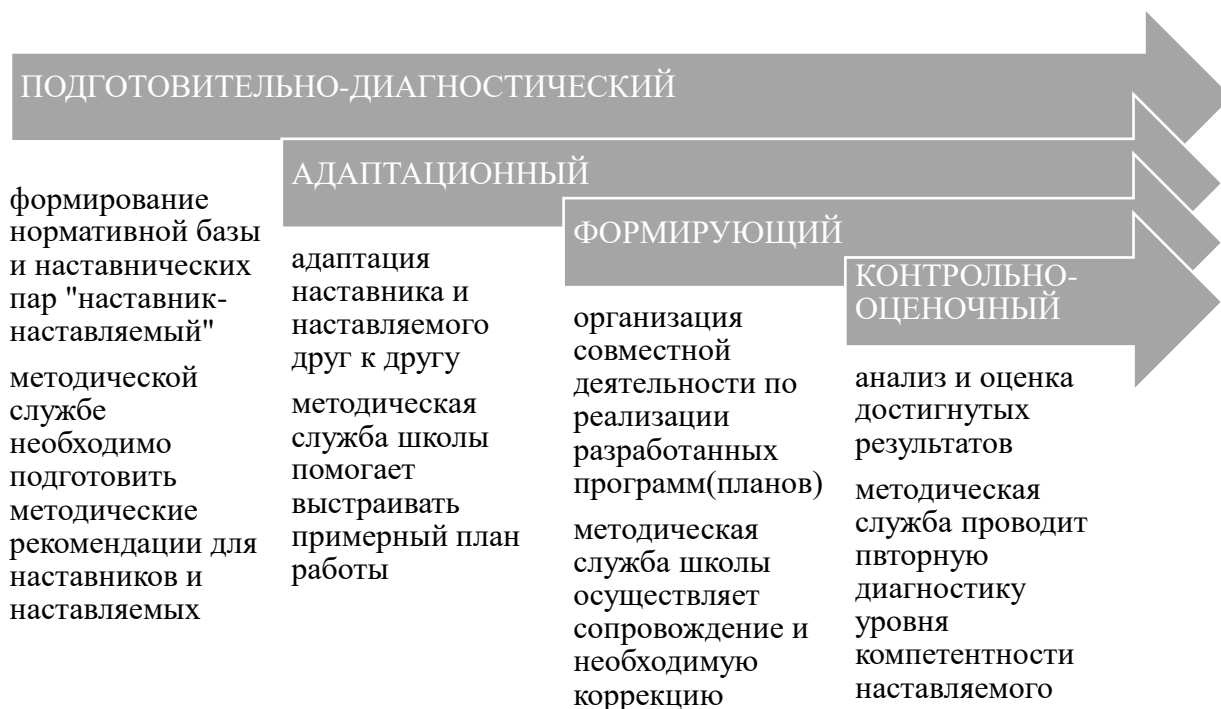 ПОДГОТОВИТЕЛЬНО-ДИАГНОСТИЧЕСКИЙ
формирование
нормативной базы
и наставнических
пар "наставник-
наставляемый"
методической
службе
необходимо
подготовить
методические
рекомендации для
наставников и
наставляемых
АДАПТАЦИОННЫЙ
адаптация
наставника и
наставляемого
друг к другу
методическая
служба школы
помогает
выстраивать
примерный план
работы
ФОРМИРУЮЩИЙ
организация
совместной
деятельности по
реализации
разработанных
программ(планов)
методическая
служба школы
осуществляет
сопровождение и
необходимую
коррекцию
КОНТРОЛЬНО-
ОЦЕНОЧНЫЙ
анализ и оценка
достигнутых
результатов
методическая
служба проводит
пвторную
диагностику
уровня
компетентности
наставляемого